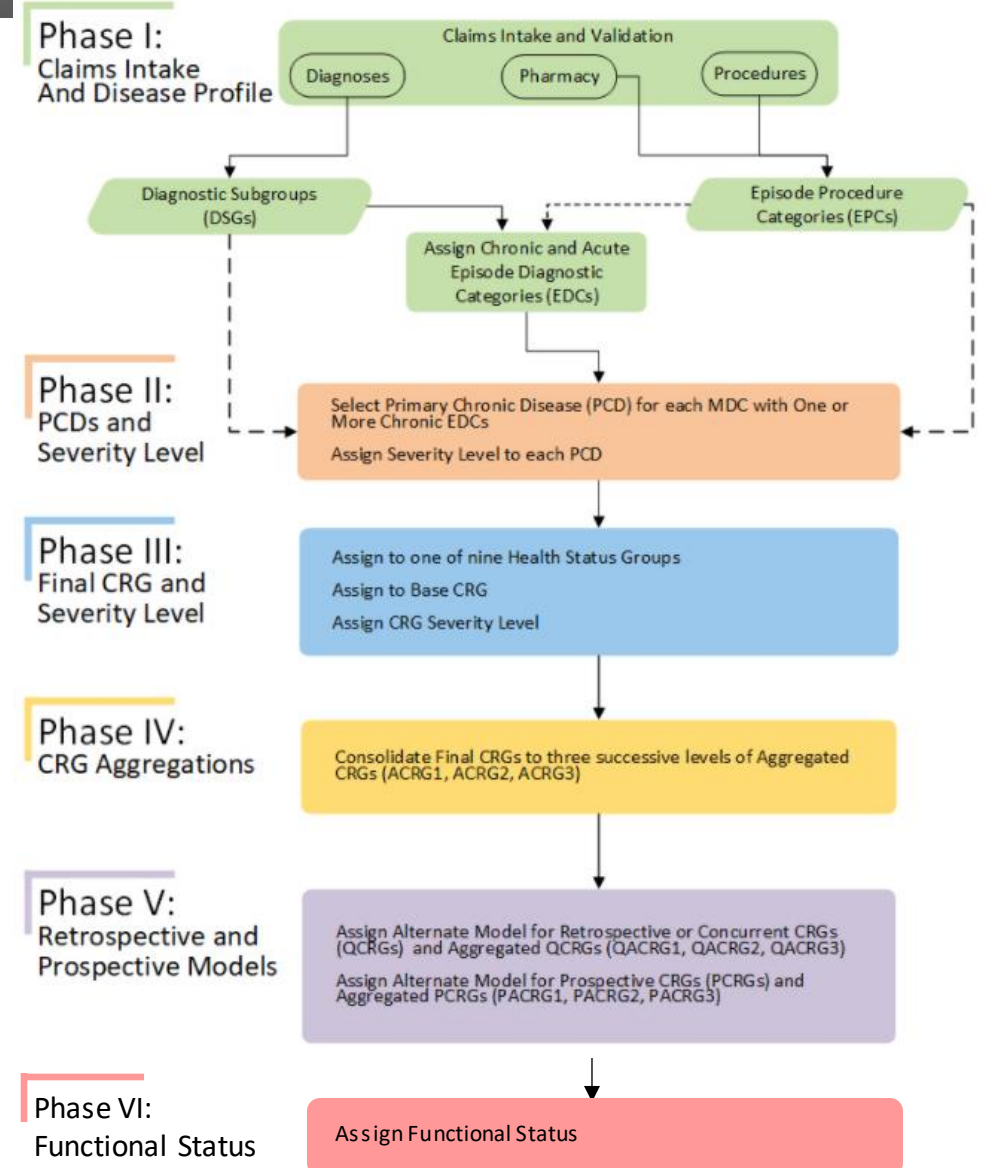 Phase I:
Claims Intake
And Disease Profile
Claims Intake and Validation
Diagnoses
Pharmacy
Procedures
Diagnostic Subgroups
(DSGs)
Episode Procedure
Categories (EPCs)
Assign Chronic and Acute
Episode Diagnostic
Categories (EDCs)
Phase II:
PCDs and
Severity Level
Select Primary Chronic Disease (PCD) for each MDC with One or
More Chronic EDCs
Assign Severity Level to each PCD
Phase III:
Final CRG and
Severity Level
Assign to one of nine Health Status Groups
Assign to Base CRG
Assign CRG Severity Level
Phase IV:
CRG Aggregations
Consolidate Final CRGs to three successive levels of Aggregated
CRGs (ACRG1, ACRG2, ACRG3)
Phase V:
Retrospective and
Prospective Models
Assign Alternate Model for Retrospective or Concurrent CRGs
(QCRGs) and Aggregated QCRGs (QACRG1, QACRG2, QACRG3)
Assign Alternate Model for Prospective CRGs (PCRGs) and
Aggregated PCRGs (PACRG1, PACRG2, PACRG3)
Phase VI:
Functional Status
Assign Functional Status